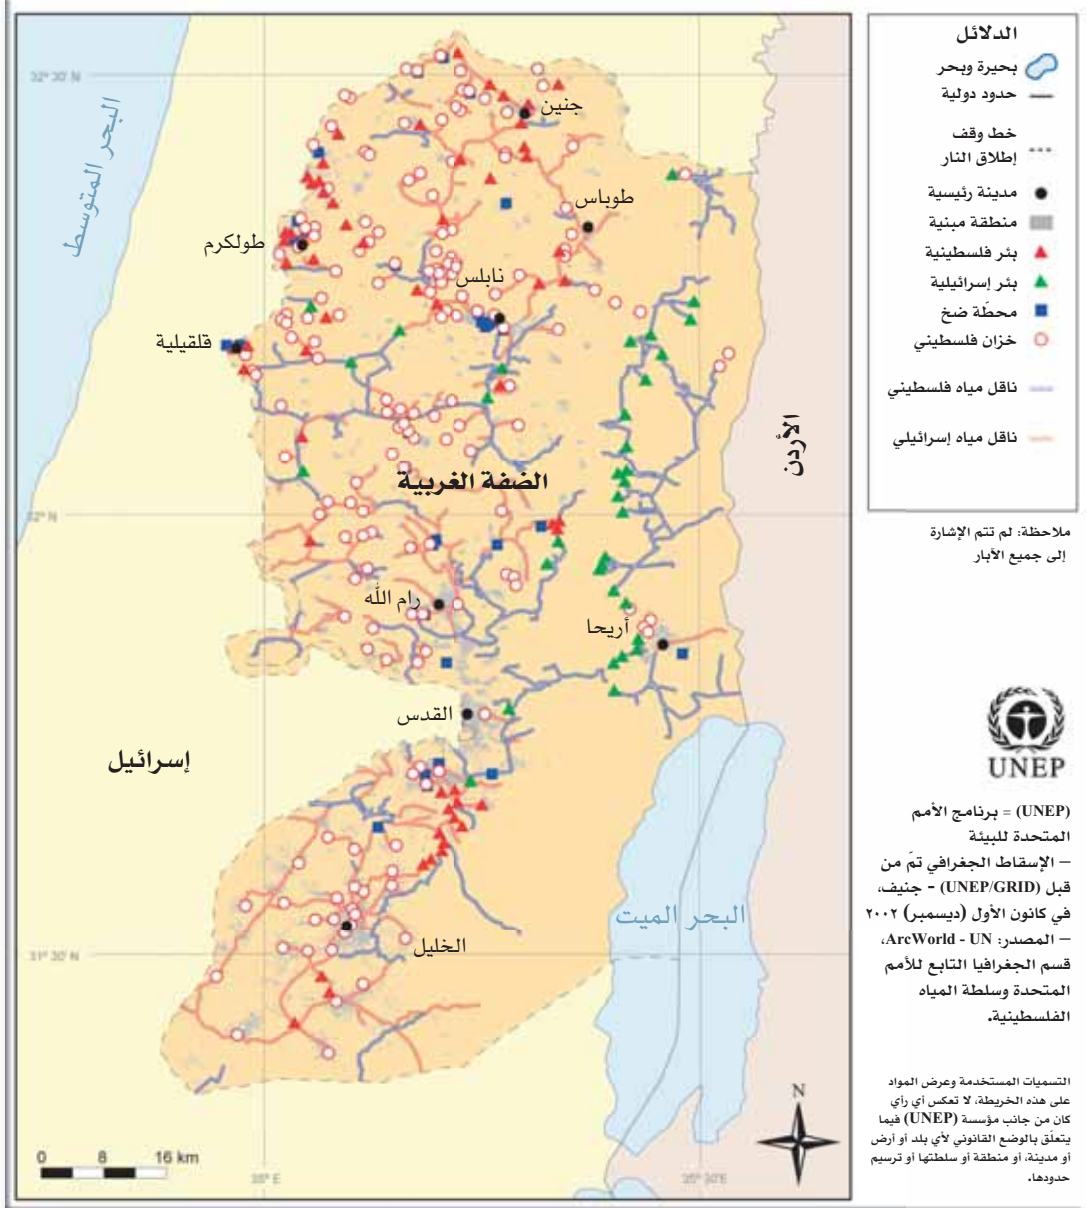 الدلائل
بحيرة وبحر
حدود دولية
خط وقف
إطلاق النار
مدينة رئيسية
منطقة مبنية
بئر فلسطينية
بئر إسرائيلية
محطّة ضخ
خزان فلسطيني
ناقل مياه فلسطيني
ناقل مياه إسرائيلي
ملاحظة: لم تتم الإشارة
إلى جميع الآبار
32° 30' N
البحر المتوسط
جنين
طوباس
طولكرم
نابلس
قلقيلية
الأردن
الضفة الغربية
32° N
رام الله
أريحا
القدس
إسرائيل
البحر الميت
الخليل
31° 30' N
N
0 8 16 km
35° E
35° 30' E
UNEP
(UNEP) = برنامج الأمم
المتحدة للبيئة
– الإسقاط الجغرافي تمّ من
قبل (UNEP/GRID) - جنيف،
في كانون الأول (ديسمبر) ٢٠٠٢
– المصدر: ArcWorld - UN،
قسم الجغرافيا التابع للأمم
المتحدة وسلطة المياه
الفلسطينية.
التسميات المستخدمة وعرض المواد
على هذه الخريطة، لا تعكس أي رأي
كان من جانب مؤسسة (UNEP) فيما
يتعلّق بالوضع القانوني لأي بلد أو أرض
أو مدينة، أو منطقة أو سلطتها أو ترسيم
حدودها.